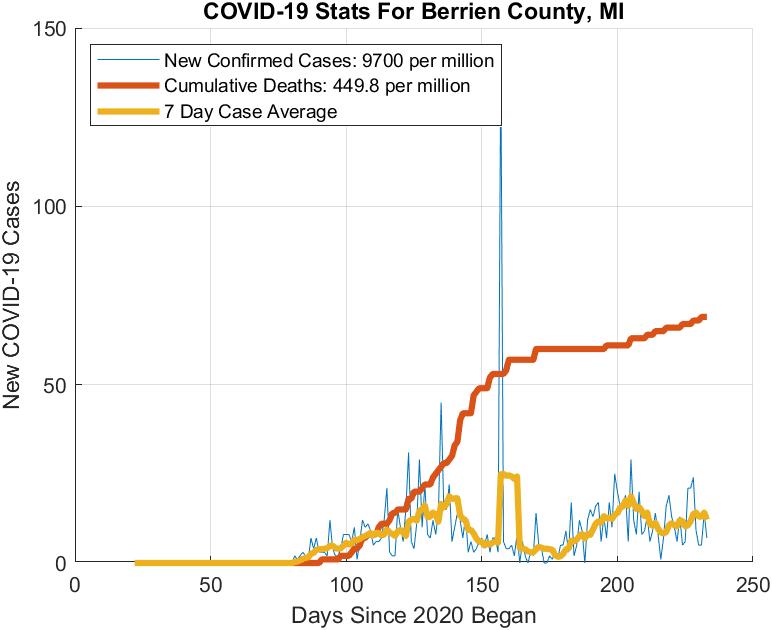 COVID-19 Stats For Berrien County, MI
150
New Confirmed Cases: 9700 per million
Cumulative Deaths: 449.8 per million
7 Day Case Average
100
New COVID-19 Cases
50
0
0 50 100 150 200 250
Days Since 2020 Began